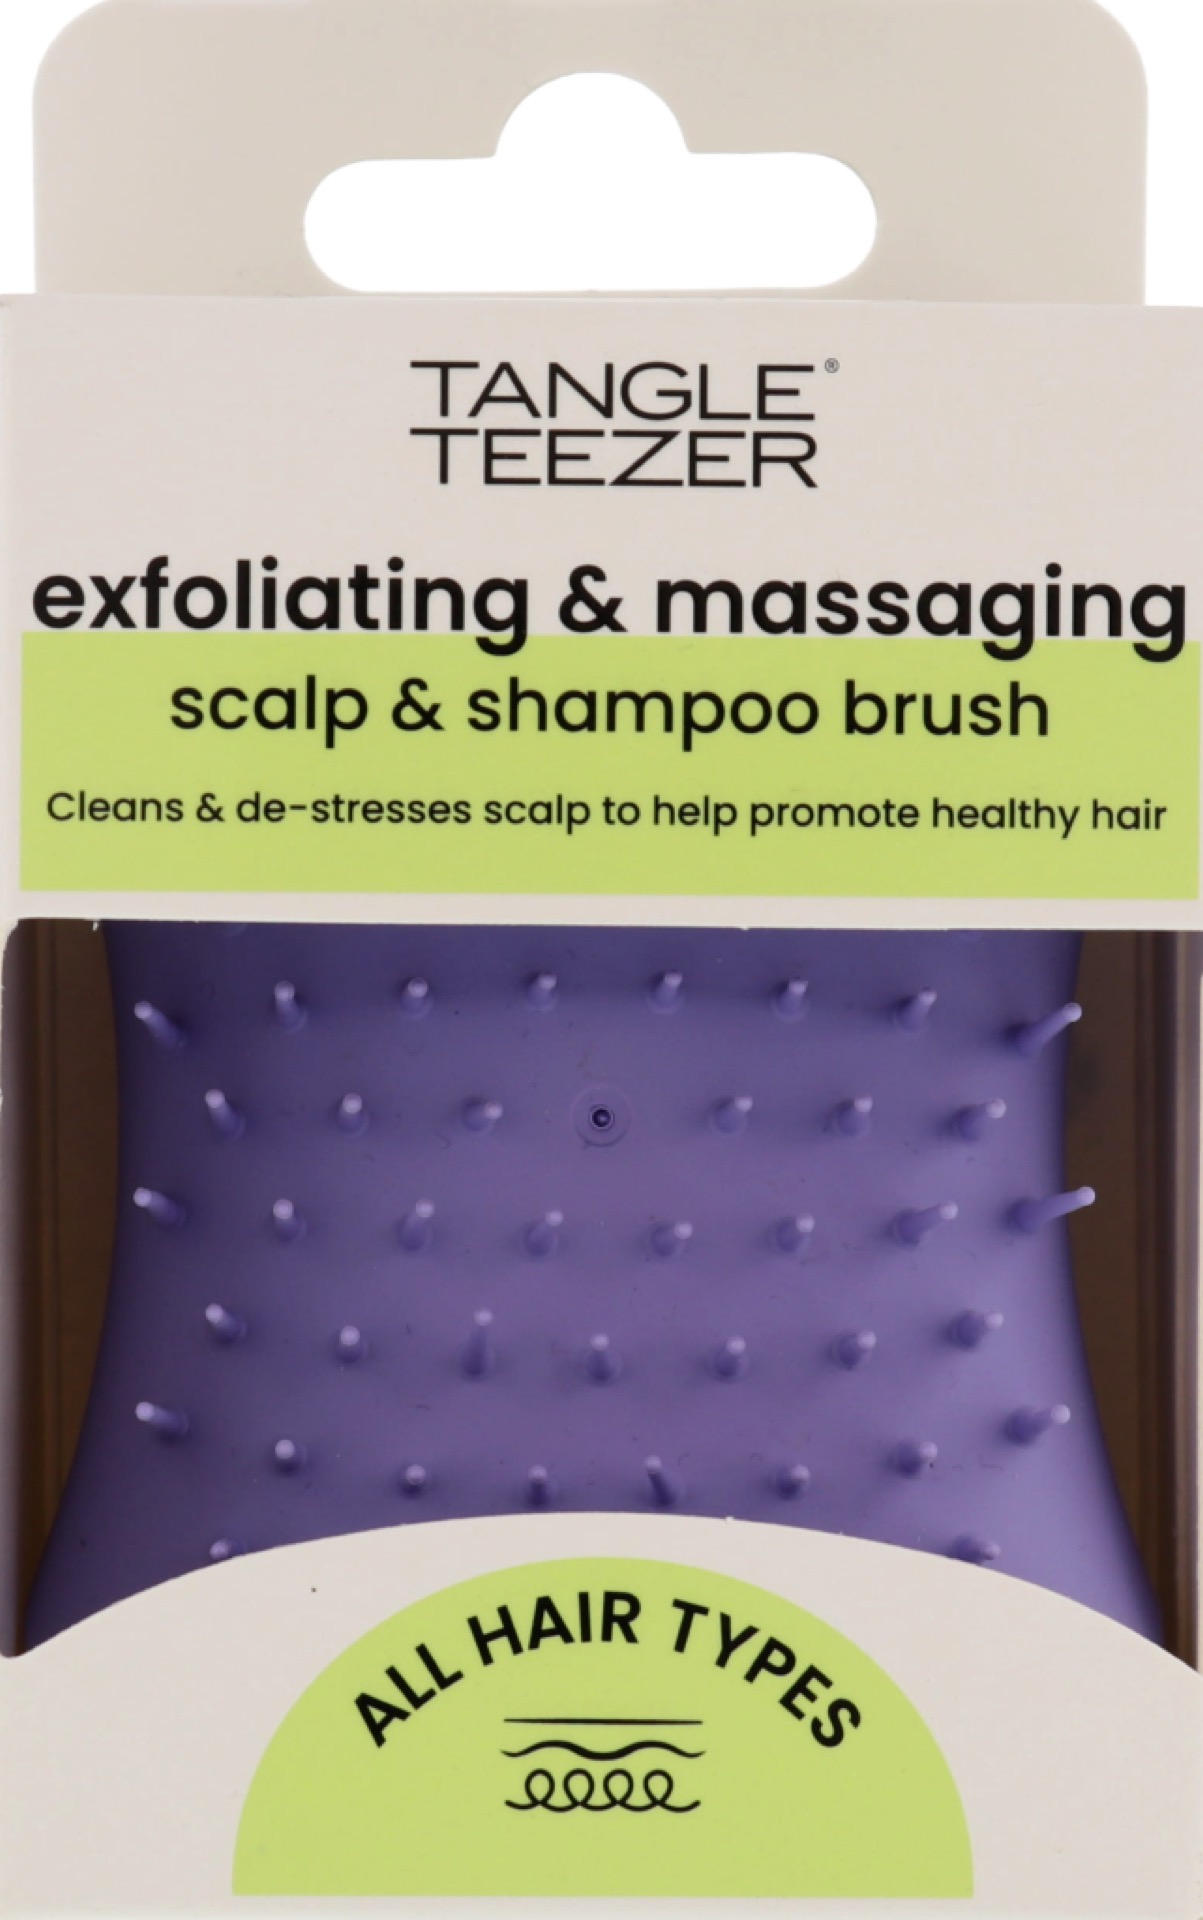 TANGLE®
TEEZER
exfoliating & massaging
scalp & shampoo brush
Cleans & de-stresses scalp to help promote healthy hair
ALL HAIR TYPES